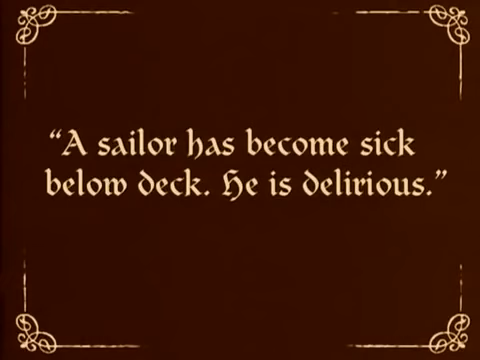 “A sailor has become sick
below deck. He is delirious.”